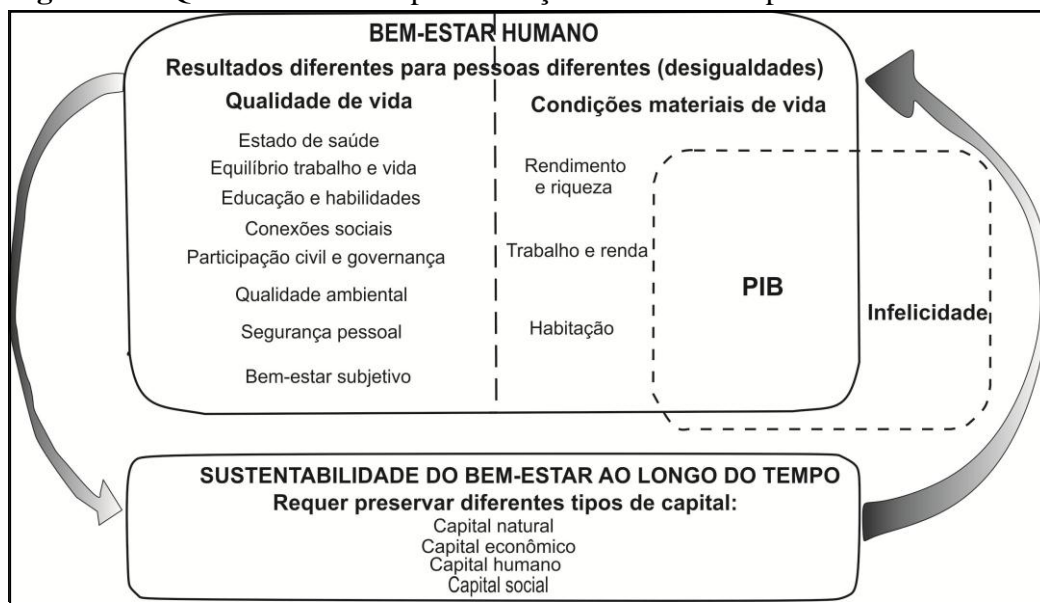 BEM-ESTAR HUMANO
Resultados diferentes para pessoas diferentes (desigualdades)
Qualidade de vida
Estado de saúde
Equilíbrio trabalho e vida
Educação e habilidades
Conexões sociais
Participação civil e governança
Qualidade ambiental
Segurança pessoal
Bem-estar subjetivo
Condições materiais de vida
Rendimento
e riqueza
Trabalho e renda
Habitação
PIB
Infelicidade
SUSTENTABILIDADE DO BEM-ESTAR AO LONGO DO TEMPO
Requer preservar diferentes tipos de capital:
Capital natural
Capital econômico
Capital humano
Capital social